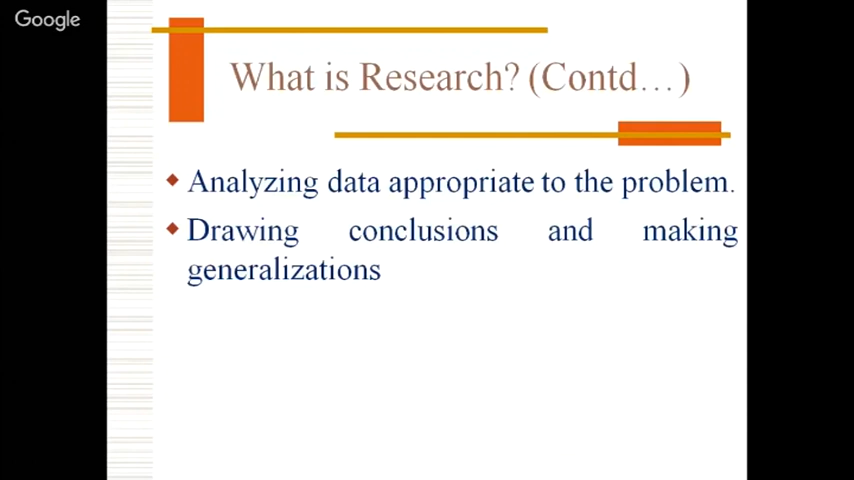 Google
What is Research? (Contd...)
Analyzing data appropriate to the problem.
Drawing conclusions and making
generalizations